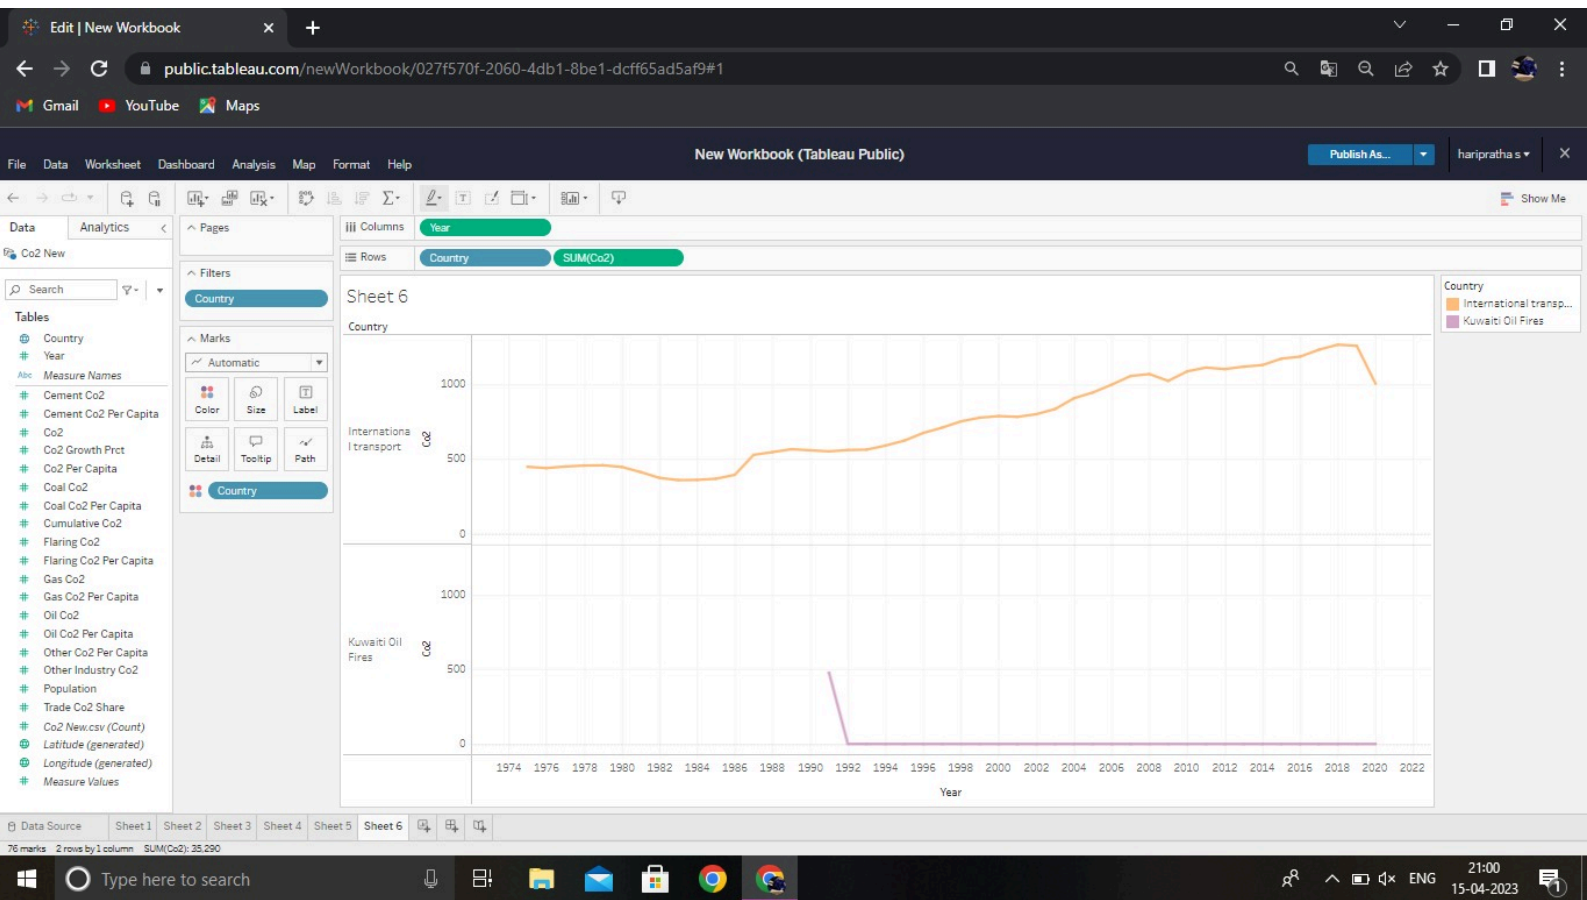 Edit | New Workbook
public.tableau.com/newWorkbook/027f570f-2060-4db1-8be1-dcff65ad5af9#1
Gmail YouTube Maps
New Workbook (Tableau Public)
Publish As...
haripratha s
File Data Worksheet Dashboard Analysis Map Format Help
Show Me
Data Analytics
Co2 New
Search
Tables
Country
Year
Abc Measure Names
Cement Co2
Cement Co2 Per Capita
Co2
Co2 Growth Prct
Co2 Per Capita
Coal Co2
Coal Co2 Per Capita
Cumulative Co2
Flaring Co2
Flaring Co2 Per Capita
Gas Co2
Gas Co2 Per Capita
Oil Co2
Oil Co2 Per Capita
Other Co2 Per Capita
Other Industry Co2
Population
Trade Co2 Share
Co2 New.csv (Count)
Latitude (generated)
Longitude (generated)
Measure Values
Pages
Filters
Country
Marks
Automatic
Color Size Label
Detail Tooltip Path
Country
Columns Year
Rows Country SUM(Co2)
Sheet 6
Country
Internationa
l transport
Co2
1000
500
0
Kuwaiti Oil
Fires
Co2
1000
500
0
1974 1976 1978 1980 1982 1984 1986 1988 1990 1992 1994 1996 1998 2000 2002 2004 2006 2008 2010 2012 2014 2016 2018 2020 2022
Year
Country
International transp...
Kuwaiti Oil Fires
Data Source Sheet 1 Sheet 2 Sheet 3 Sheet 4 Sheet 5 Sheet 6
76 marks 2 rows by 1 column SUM(Co2): 35,290
Type here to search
ENG
21:00
15-04-2023
1